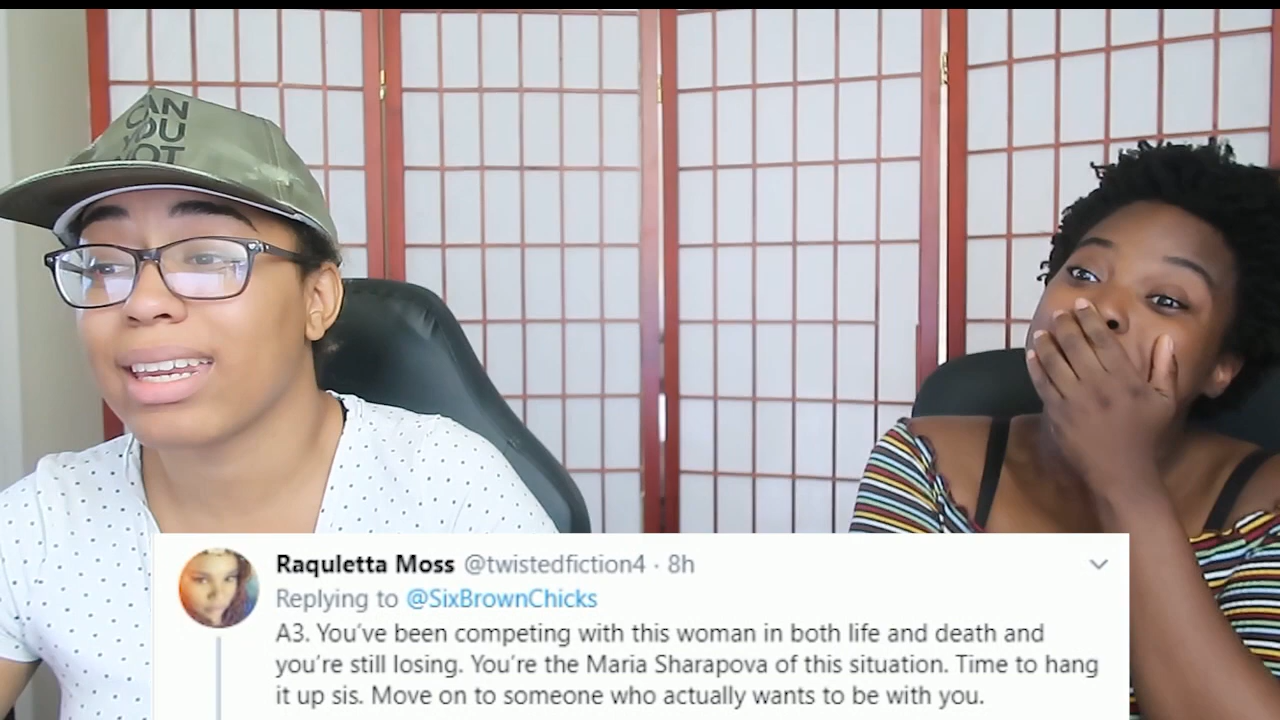 CAN
YOU
NOT
Raquletta Moss @twistedfiction4 · 8h
Replying to @SixBrownChicks
A3. You've been competing with this woman in both life and death and
you're still losing. You're the Maria Sharapova of this situation. Time to hang
it up sis. Move on to someone who actually wants to be with you.